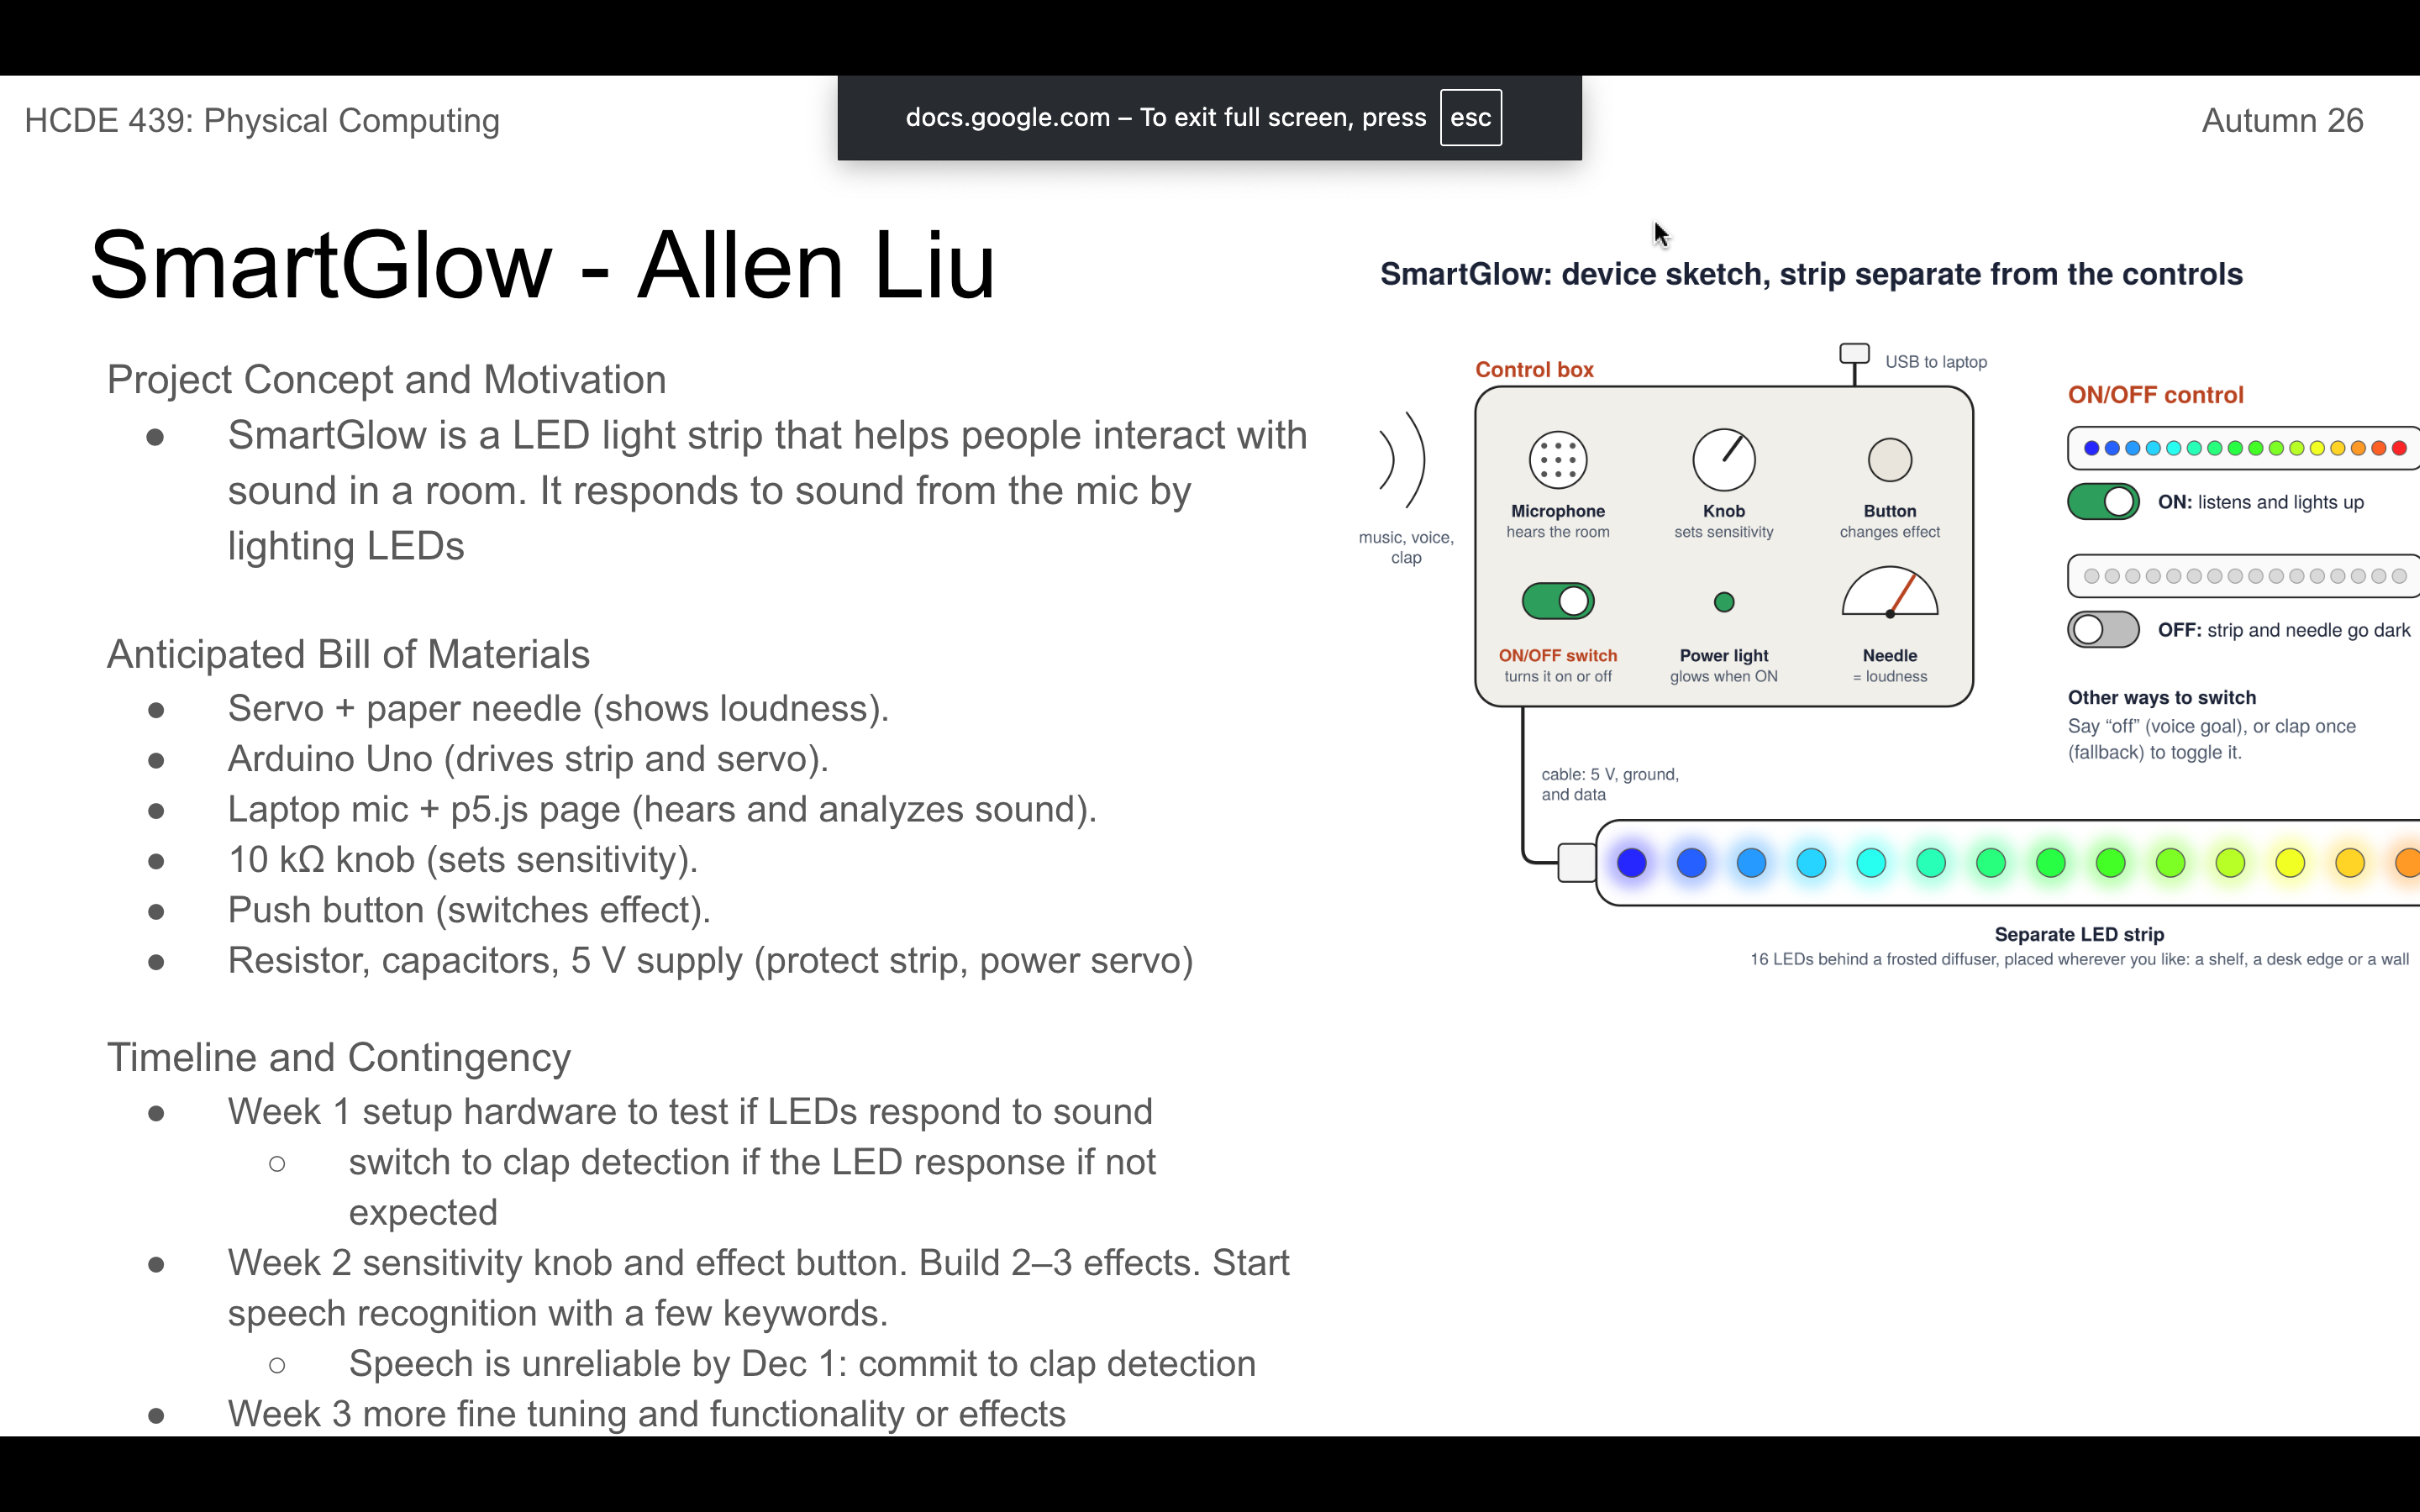 docs.google.com – To exit full screen, press esc
HCDE 439: Physical Computing
Autumn 26
SmartGlow - Allen Liu
Project Concept and Motivation
● SmartGlow is a LED light strip that helps people interact with
sound in a room. It responds to sound from the mic by
lighting LEDs
Anticipated Bill of Materials
● Servo + paper needle (shows loudness).
● Arduino Uno (drives strip and servo).
● Laptop mic + p5.js page (hears and analyzes sound).
● 10 kΩ knob (sets sensitivity).
● Push button (switches effect).
● Resistor, capacitors, 5 V supply (protect strip, power servo)
Timeline and Contingency
● Week 1 setup hardware to test if LEDs respond to sound
○ switch to clap detection if the LED response if not
expected
● Week 2 sensitivity knob and effect button. Build 2–3 effects. Start
speech recognition with a few keywords.
○ Speech is unreliable by Dec 1: commit to clap detection
● Week 3 more fine tuning and functionality or effects
SmartGlow: device sketch, strip separate from the controls
Control box
USB to laptop
music, voice,
clap
Microphone
hears the room
Knob
sets sensitivity
Button
changes effect
ON/OFF switch
turns it on or off
Power light
glows when ON
Needle
= loudness
ON/OFF control
ON: listens and lights up
OFF: strip and needle go dark
Other ways to switch
Say “off” (voice goal), or clap once
(fallback) to toggle it.
cable: 5 V, ground,
and data
Separate LED strip
16 LEDs behind a frosted diffuser, placed wherever you like: a shelf, a desk edge or a wall